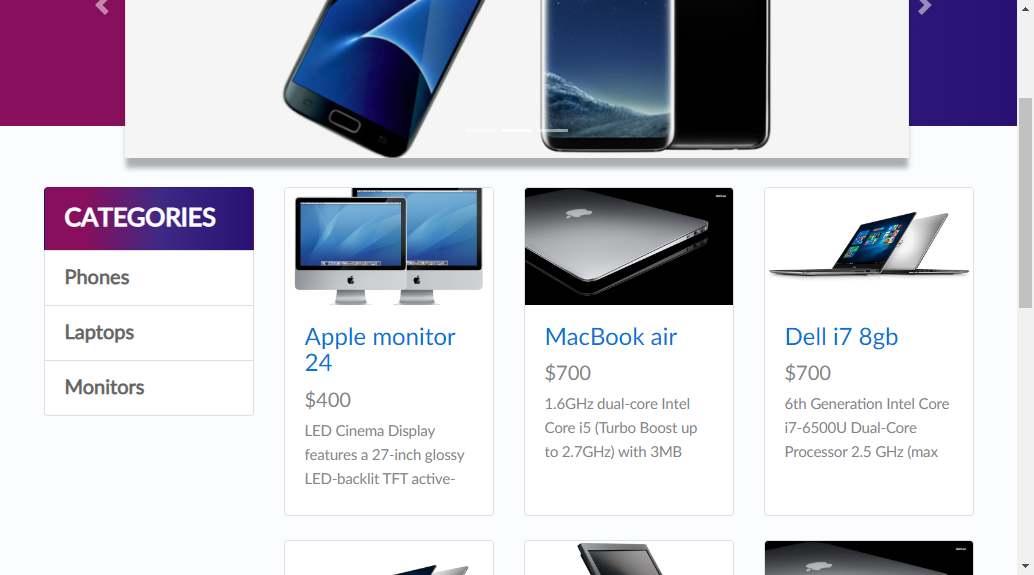 CATEGORIES
Phones
Laptops
Monitors
Apple monitor
24
$400
LED Cinema Display
features a 27-inch glossy
LED-backlit TFT active-
MacBook air
$700
1.6GHz dual-core Intel
Core i5 (Turbo Boost up
to 2.7GHz) with 3MB
Dell i7 8gb
$700
6th Generation Intel Core
i7-6500U Dual-Core
Processor 2.5 GHz (max